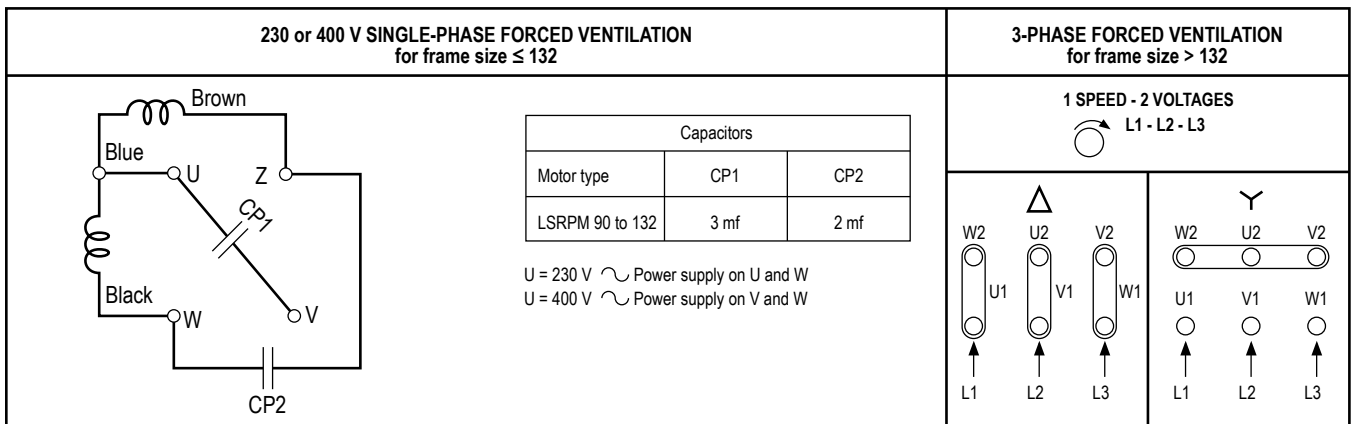 230 or 400 V SINGLE-PHASE FORCED VENTILATION
for frame size ≤ 132
3-PHASE FORCED VENTILATION
for frame size > 132
Brown
Blue
U
Z
CP1
Black
W
V
CP2
Capacitors
Motor type CP1 CP2
LSRPM 90 to 132 3 mf 2 mf
U = 230 V Power supply on U and W
U = 400 V Power supply on V and W
1 SPEED - 2 VOLTAGES
L1 - L2 - L3
Δ
W2 U2 V2
U1 V1 W1
L1 L2 L3
W2 U2 V2
U1 V1 W1
L1 L2 L3